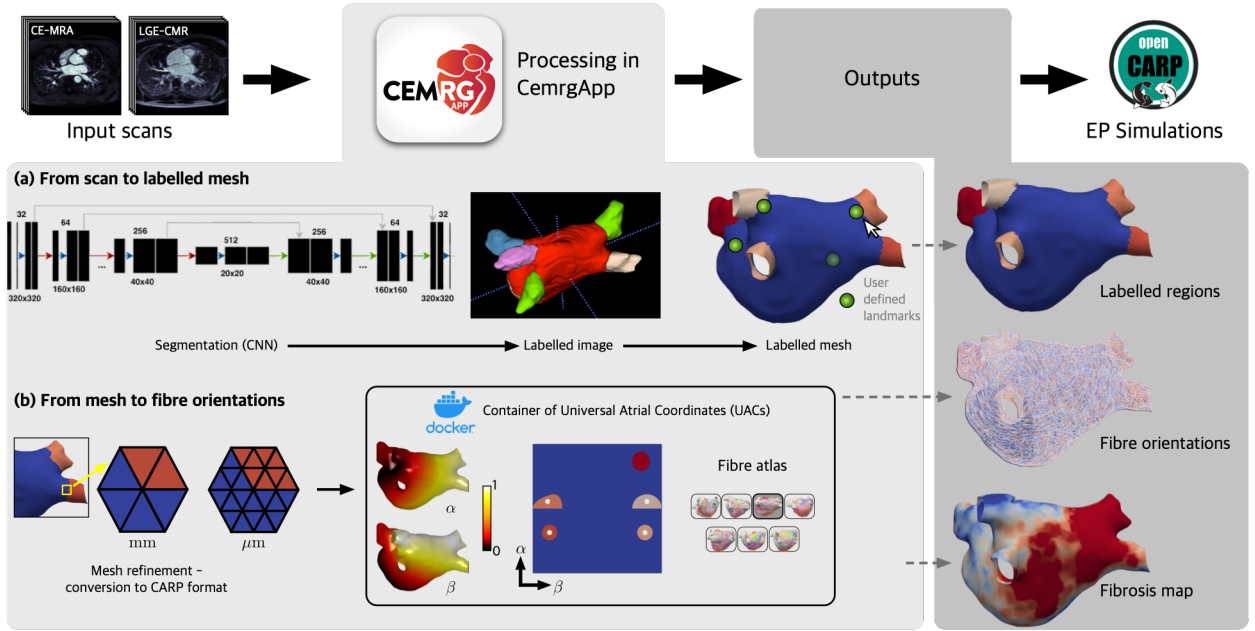 CE-MRA
LGE-CMR
Input scans
CEMRG
APP
Processing in
CemrgApp
Outputs
open
CARP
EP Simulations
(a) From scan to labelled mesh
32
64
256
512
256
64
32
...
...
320x320
160x160
40x40
20x20
40x40
160x160
320x320
User
defined
landmarks
Segmentation (CNN)
Labelled image
Labelled mesh
Labelled regions
(b) From mesh to fibre orientations
mm
μm
Mesh refinement –
conversion to CARP format
docker
Container of Universal Atrial Coordinates (UACs)
α
β
1
0
α
β
Fibre atlas
Fibre orientations
Fibrosis map